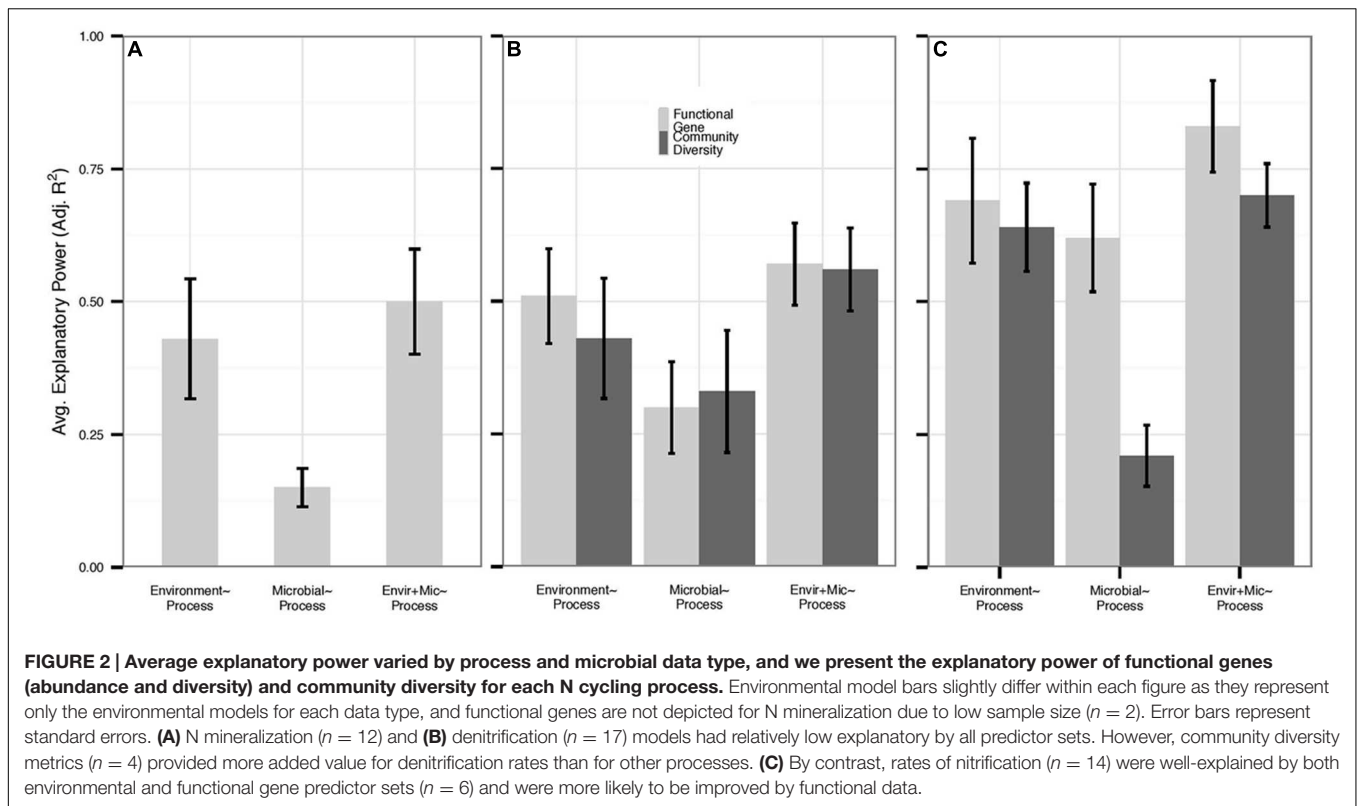 A
B
C
1.00
0.75
0.50
0.25
0.00
Avg. Explanatory Power (Adj. R²)
Functional
Gene
Community
Diversity
Environment~
Process
Microbial~
Process
Envir+Mic~
Process
Environment~
Process
Microbial~
Process
Envir+Mic~
Process
Environment~
Process
Microbial~
Process
Envir+Mic~
Process
FIGURE 2 | Average explanatory power varied by process and microbial data type, and we present the explanatory power of functional genes
(abundance and diversity) and community diversity for each N cycling process. Environmental model bars slightly differ within each figure as they represent
only the environmental models for each data type, and functional genes are not depicted for N mineralization due to low sample size (n = 2). Error bars represent
standard errors. (A) N mineralization (n = 12) and (B) denitrification (n = 17) models had relatively low explanatory by all predictor sets. However, community diversity
metrics (n = 4) provided more added value for denitrification rates than for other processes. (C) By contrast, rates of nitrification (n = 14) were well-explained by both
environmental and functional gene predictor sets (n = 6) and were more likely to be improved by functional data.